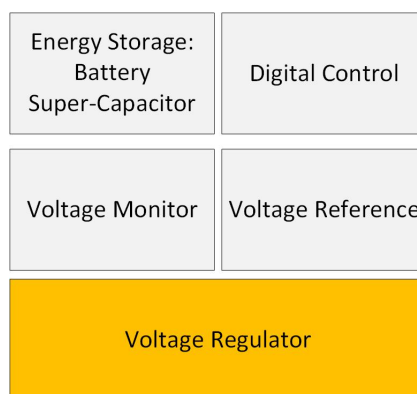 Energy Storage:
Battery
Super-Capacitor
Digital Control
Voltage Monitor
Voltage Reference
Voltage Regulator